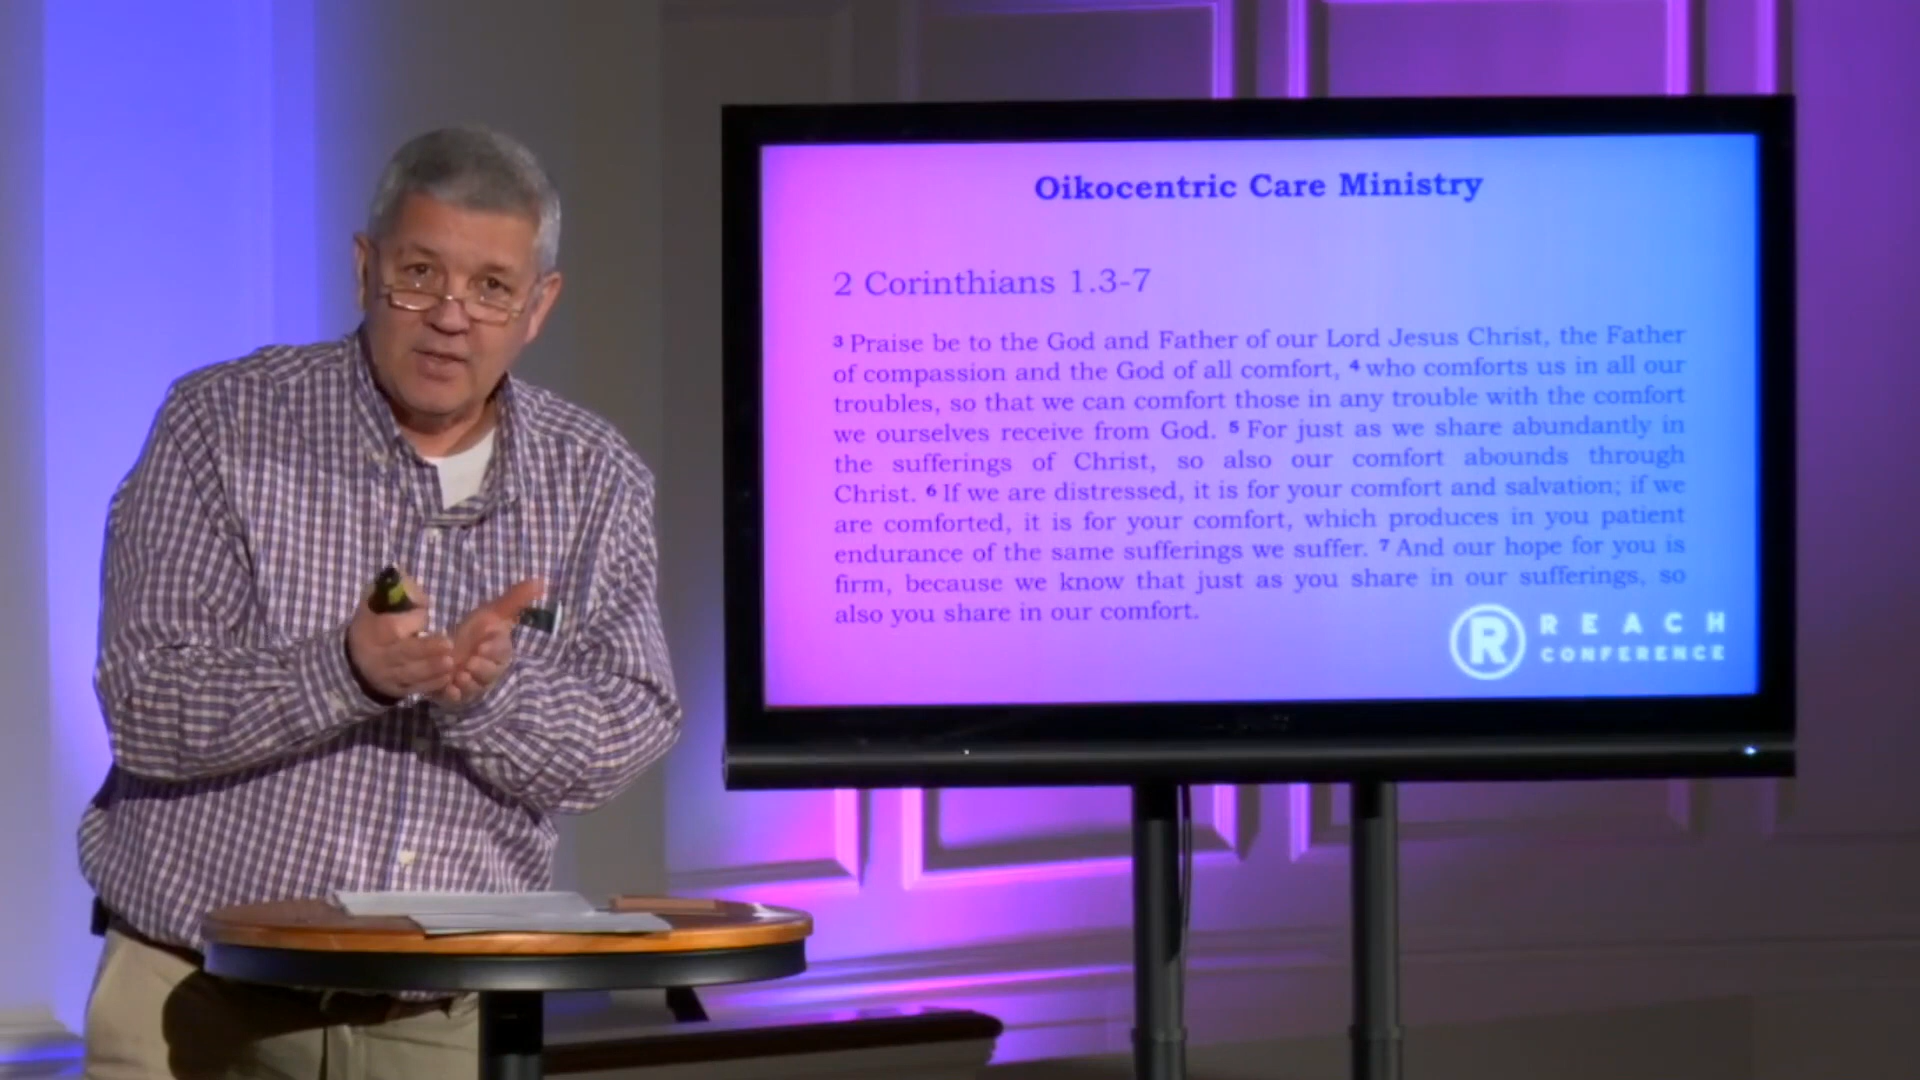 Oikocentric Care Ministry
2 Corinthians 1.3-7
3 Praise be to the God and Father of our Lord Jesus Christ, the Father
of compassion and the God of all comfort, 4 who comforts us in all our
troubles, so that we can comfort those in any trouble with the comfort
we ourselves receive from God. 5 For just as we share abundantly in
the sufferings of Christ, so also our comfort abounds through
Christ. 6 If we are distressed, it is for your comfort and salvation; if we
are comforted, it is for your comfort, which produces in you patient
endurance of the same sufferings we suffer. 7 And our hope for you is
firm, because we know that just as you share in our sufferings, so
also you share in our comfort.
R REACH
CONFERENCE